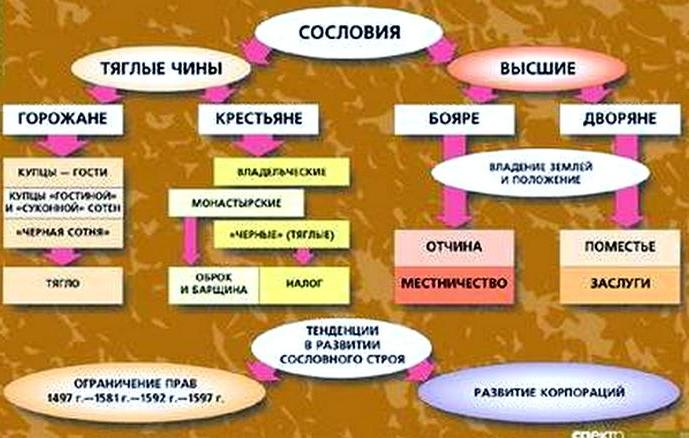 СОСЛОВИЯ
ТЯГЛЫЕ ЧИНЫ
ВЫСШИЕ
ГОРОЖАНЕ
КРЕСТЬЯНЕ
БОЯРЕ
ДВОРЯНЕ
КУПЦЫ — ГОСТИ
КУПЦЫ «ГОСТИНОЙ»
И «СУКОННОЙ» СОТЕН
«ЧЕРНАЯ СОТНЯ»
ТЯГЛО
ВЛАДЕЛЬЧЕСКИЕ
МОНАСТЫРСКИЕ
«ЧЕРНЫЕ» (ТЯГЛЫЕ)
ОБРОК
И БАРЩИНА
НАЛОГ
ВЛАДЕНИЕ ЗЕМЛЕЙ
И ПОЛОЖЕНИЕ
ОТЧИНА
МЕСТНИЧЕСТВО
ПОМЕСТЬЕ
ЗАСЛУГИ
ТЕНДЕНЦИИ
В РАЗВИТИИ
СОСЛОВНОГО СТРОЯ
ОГРАНИЧЕНИЕ ПРАВ
1497 г.—1581 г.—1592 г.—1597 г.
РАЗВИТИЕ КОРПОРАЦИЙ